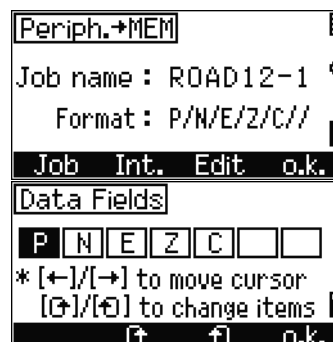 Periph.→MEM
Job name : ROAD12-1
Format : P/N/E/Z/C//
Job Int. Edit o.k.
Data Fields
P N E Z C
* [←]/[→] to move cursor
[↷]/[↶] to change items
↷ ↶ o.k.